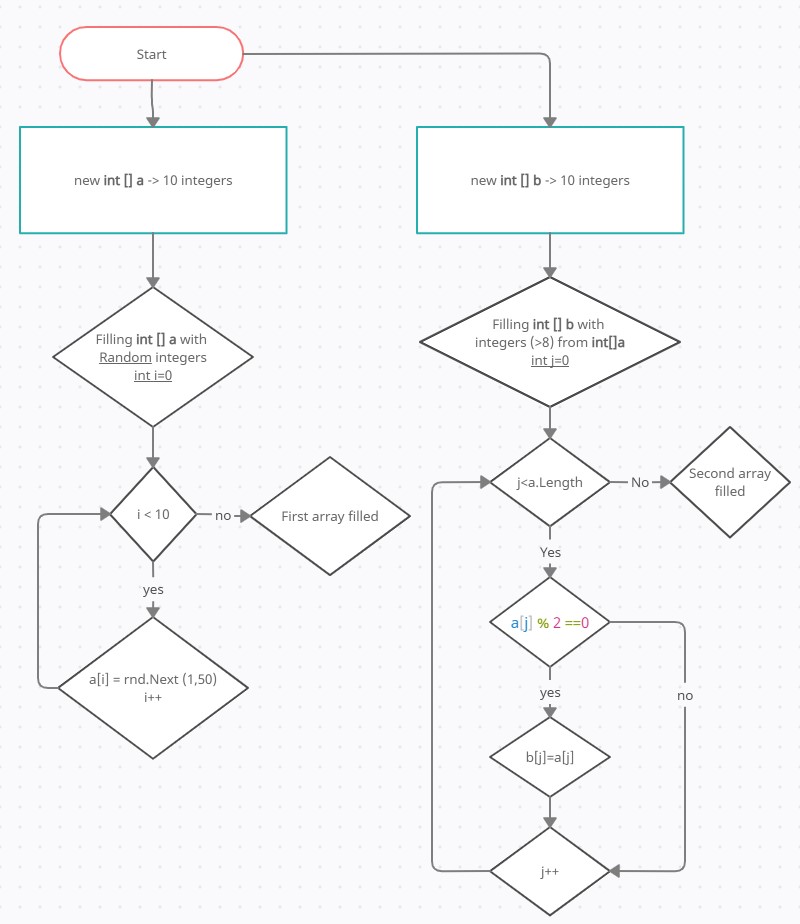 Start
new int [] a -> 10 integers
new int [] b -> 10 integers
Filling int [] a with
Random integers
int i=0
Filling int [] b with
integers (>8) from int[]a
int j=0
i < 10
no
First array filled
yes
a[i] = rnd.Next (1,50)
i++
j<a.Length
No
Second array
filled
Yes
a[j] % 2 ==0
yes
no
b[j]=a[j]
j++